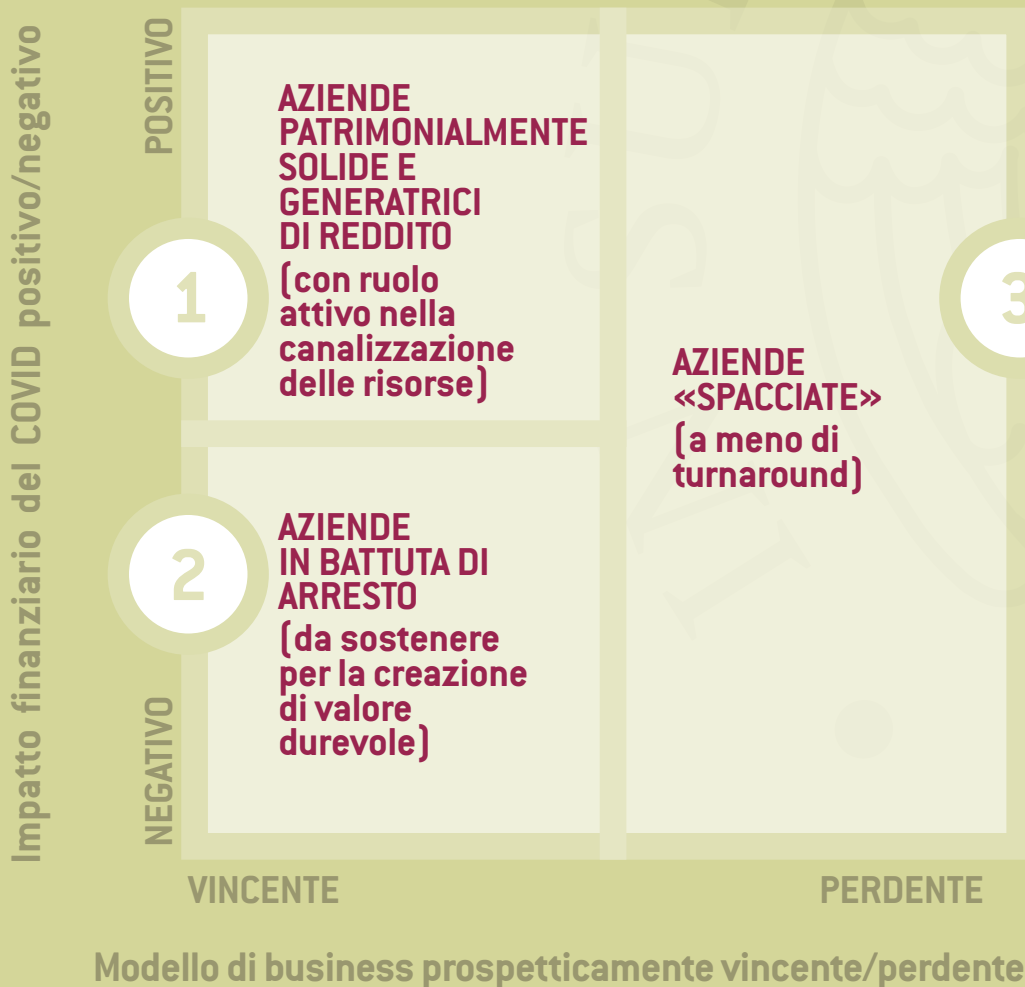 Impatto finanziario del COVID positivo/negativo
POSITIVO
NEGATIVO
1
AZIENDE
PATRIMONIALMENTE
SOLIDE E
GENERATRICI
DI REDDITO
(con ruolo
attivo nella
canalizzazione
delle risorse)
2
AZIENDE
IN BATTUTA DI
ARRESTO
(da sostenere
per la creazione
di valore
durevole)
3
AZIENDE
«SPACCIATE»
(a meno di
turnaround)
VINCENTE
PERDENTE
Modello di business prospetticamente vincente/perdente